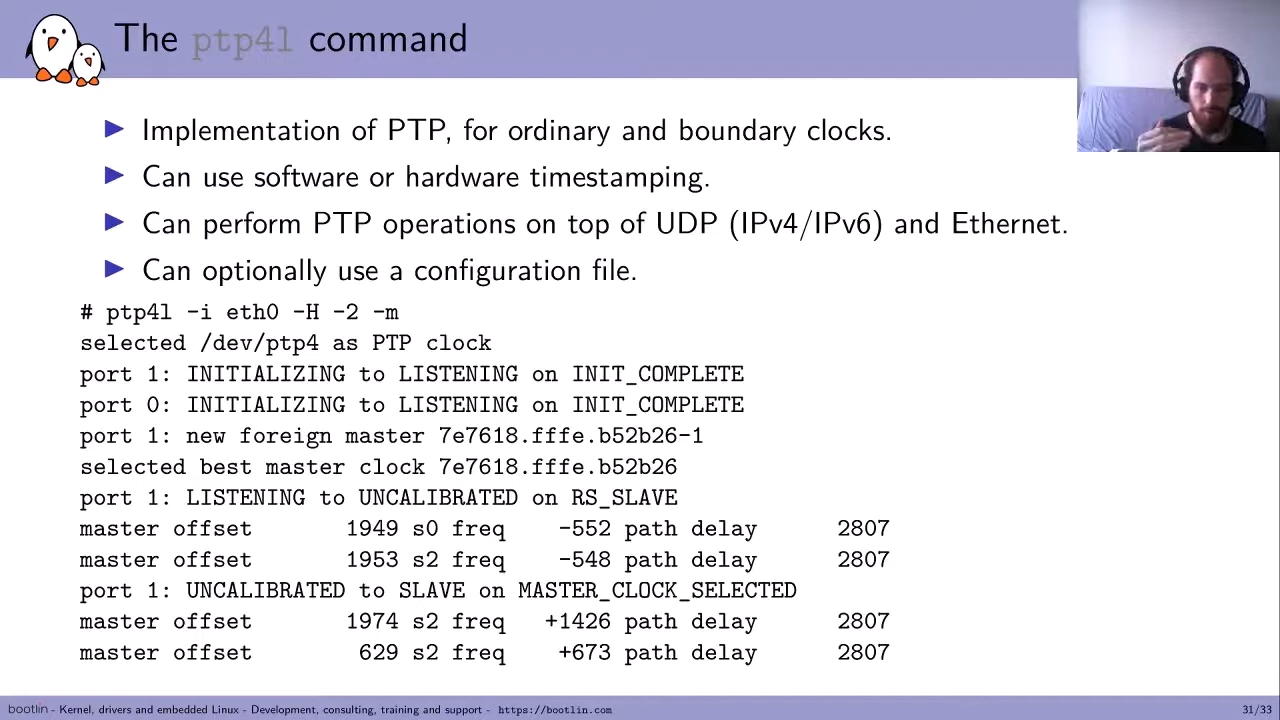 The ptp4l command
Implementation of PTP, for ordinary and boundary clocks.
Can use software or hardware timestamping.
Can perform PTP operations on top of UDP (IPv4/IPv6) and Ethernet.
Can optionally use a configuration file.
# ptp4l -i eth0 -H -2 -m
selected /dev/ptp4 as PTP clock
port 1: INITIALIZING to LISTENING on INIT_COMPLETE
port 0: INITIALIZING to LISTENING on INIT_COMPLETE
port 1: new foreign master 7e7618.fffe.b52b26-1
selected best master clock 7e7618.fffe.b52b26
port 1: LISTENING to UNCALIBRATED on RS_SLAVE
master offset 1949 s0 freq -552 path delay 2807
master offset 1953 s2 freq -548 path delay 2807
port 1: UNCALIBRATED to SLAVE on MASTER_CLOCK_SELECTED
master offset 1974 s2 freq +1426 path delay 2807
master offset 629 s2 freq +673 path delay 2807
bootlin - Kernel, drivers and embedded Linux - Development, consulting, training and support - https://bootlin.com 31/33